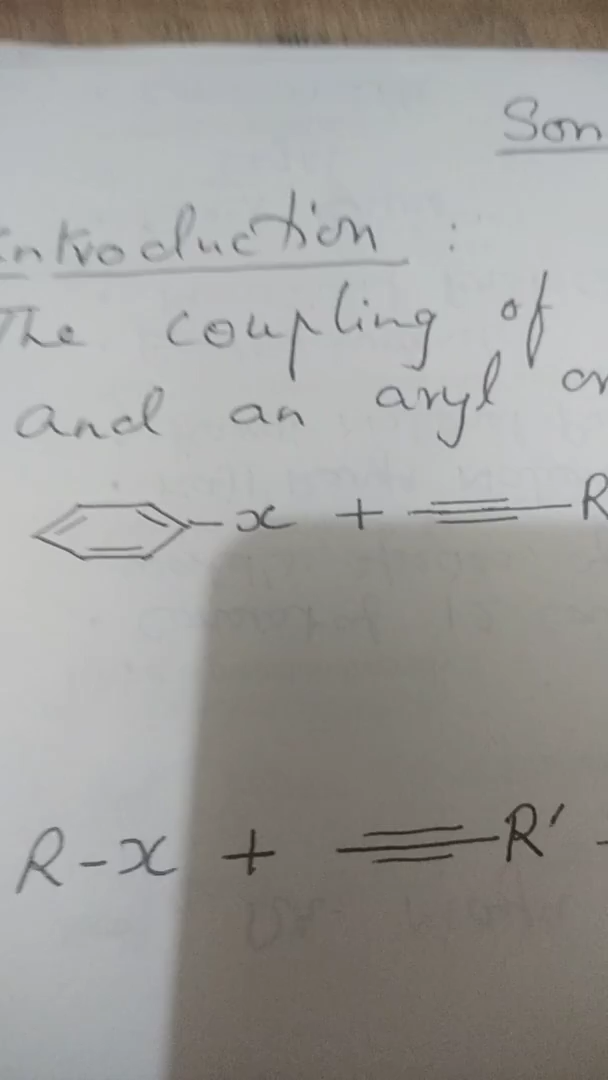 Son
Introduction :
The coupling of
and an aryl or
x + ≡ R
R-x + ≡ R'